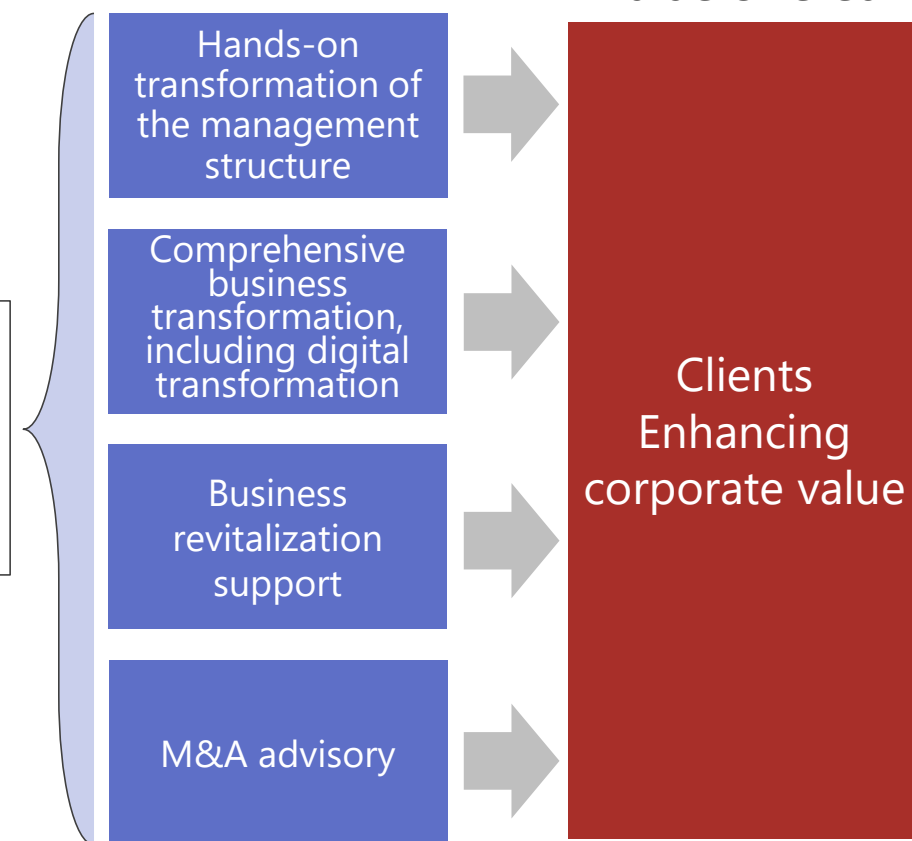 Hands-on
transformation of
the management
structure
Comprehensive
business
transformation,
including digital
transformation
Business
revitalization
support
M&A advisory
Clients
Enhancing
corporate value